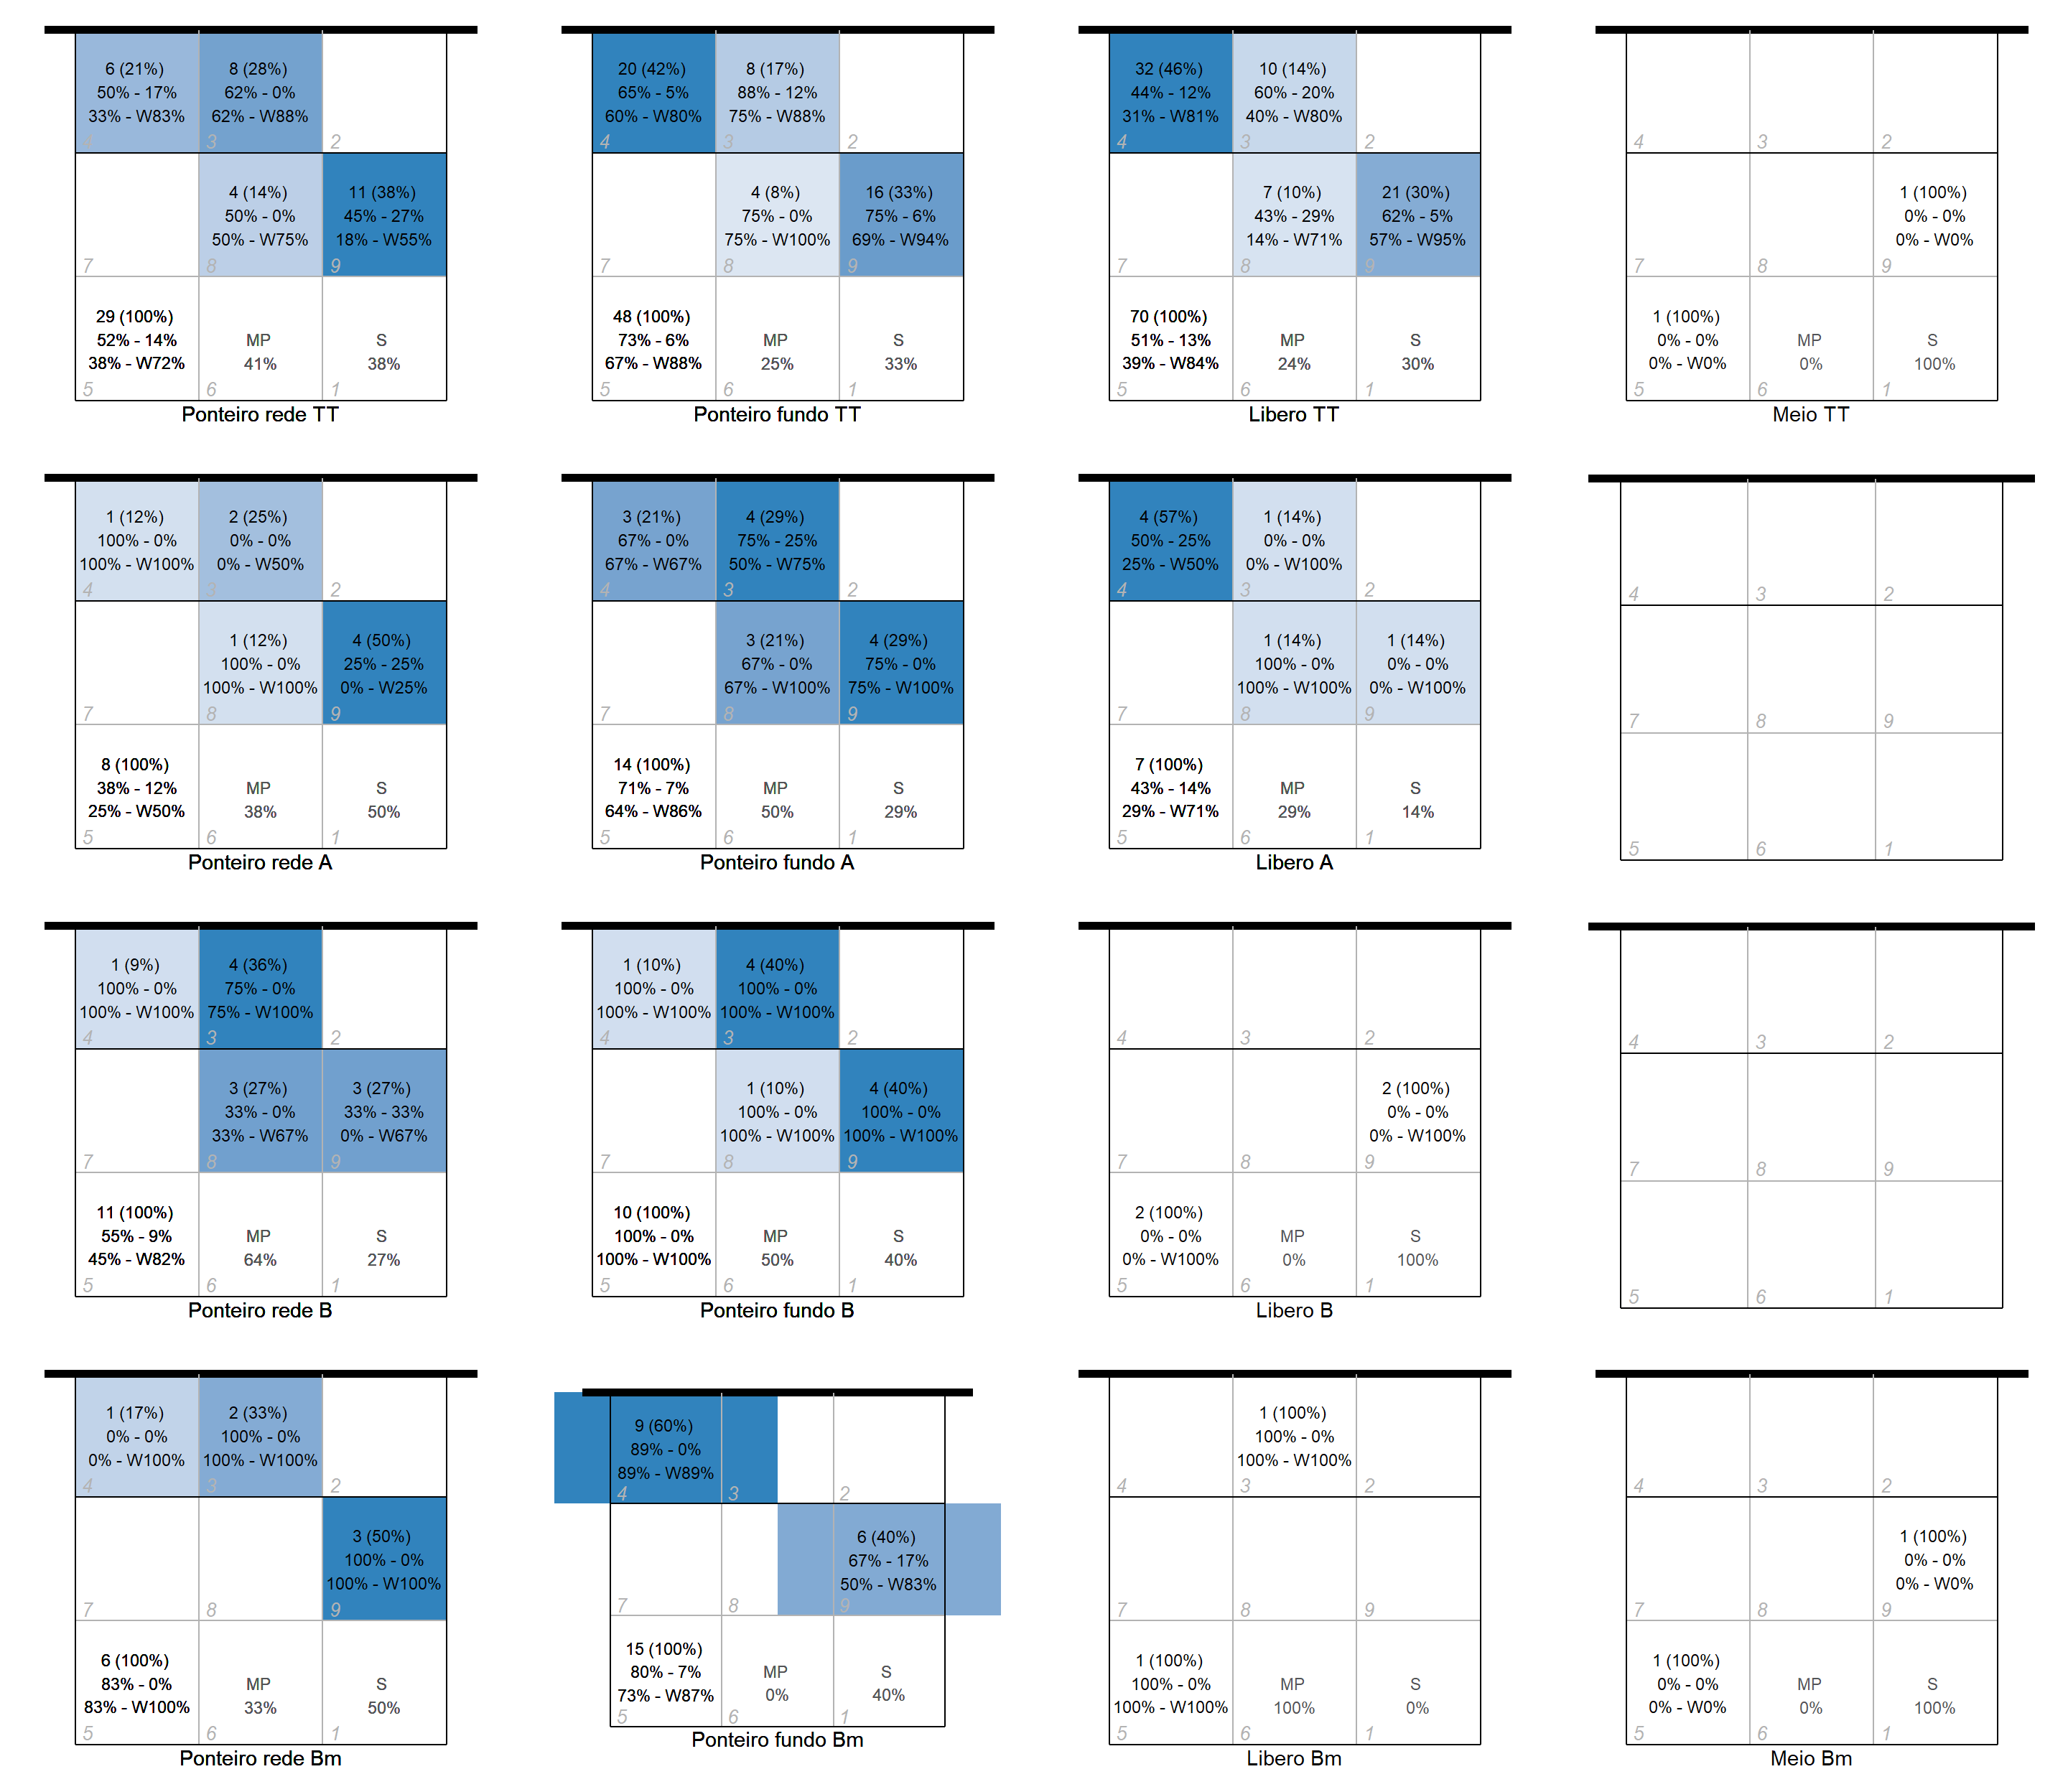 6 (21%)
50% - 17%
33% - W83%
4
8 (28%)
62% - 0%
62% - W88%
3
2
7
4 (14%)
50% - 0%
50% - W75%
8
11 (38%)
45% - 27%
18% - W55%
9
29 (100%)
52% - 14%
38% - W72%
5
MP
41%
6
S
38%
1
Ponteiro rede TT
20 (42%)
65% - 5%
60% - W80%
4
8 (17%)
88% - 12%
75% - W88%
3
2
7
4 (8%)
75% - 0%
75% - W100%
8
16 (33%)
75% - 6%
69% - W94%
9
48 (100%)
73% - 6%
67% - W88%
5
MP
25%
6
S
33%
1
Ponteiro fundo TT
32 (46%)
44% - 12%
31% - W81%
4
10 (14%)
60% - 20%
40% - W80%
3
2
7
7 (10%)
43% - 29%
14% - W71%
8
21 (30%)
62% - 5%
57% - W95%
9
70 (100%)
51% - 13%
39% - W84%
5
MP
24%
6
S
30%
1
Libero TT
4
3
2
7
8
1 (100%)
0% - 0%
0% - W0%
9
1 (100%)
0% - 0%
0% - W0%
5
MP
0%
6
S
100%
1
Meio TT
1 (12%)
100% - 0%
100% - W100%
4
2 (25%)
0% - 0%
0% - W50%
3
2
7
1 (12%)
100% - 0%
100% - W100%
8
4 (50%)
25% - 25%
0% - W25%
9
8 (100%)
38% - 12%
25% - W50%
5
MP
38%
6
S
50%
1
Ponteiro rede A
3 (21%)
67% - 0%
67% - W67%
4
4 (29%)
75% - 25%
50% - W75%
3
2
7
3 (21%)
67% - 0%
67% - W100%
8
4 (29%)
75% - 0%
75% - W100%
9
14 (100%)
71% - 7%
64% - W86%
5
MP
50%
6
S
29%
1
Ponteiro fundo A
4 (57%)
50% - 25%
25% - W50%
4
1 (14%)
0% - 0%
0% - W100%
3
2
7
1 (14%)
100% - 0%
100% - W100%
8
1 (14%)
0% - 0%
0% - W100%
9
7 (100%)
43% - 14%
29% - W71%
5
MP
29%
6
S
14%
1
Libero A
4
3
2
7
8
9
5
6
1
1 (9%)
100% - 0%
100% - W100%
4
4 (36%)
75% - 0%
75% - W100%
3
2
7
3 (27%)
33% - 0%
33% - W67%
8
3 (27%)
33% - 33%
0% - W67%
9
11 (100%)
55% - 9%
45% - W82%
5
MP
64%
6
S
27%
1
Ponteiro rede B
1 (10%)
100% - 0%
100% - W100%
4
4 (40%)
100% - 0%
100% - W100%
3
2
7
1 (10%)
100% - 0%
100% - W100%
8
4 (40%)
100% - 0%
100% - W100%
9
10 (100%)
100% - 0%
100% - W100%
5
MP
50%
6
S
40%
1
Ponteiro fundo B
4
3
2
7
8
2 (100%)
0% - 0%
0% - W100%
9
2 (100%)
0% - 0%
0% - W100%
5
MP
0%
6
S
100%
1
Libero B
4
3
2
7
8
9
5
6
1
1 (17%)
0% - 0%
0% - W100%
4
2 (33%)
100% - 0%
100% - W100%
3
2
7
8
3 (50%)
100% - 0%
100% - W100%
9
6 (100%)
83% - 0%
83% - W100%
5
MP
33%
6
S
50%
1
Ponteiro rede Bm
9 (60%)
89% - 0%
89% - W89%
4
3
2
7
8
6 (40%)
67% - 17%
50% - W83%
9
15 (100%)
80% - 7%
73% - W87%
5
MP
0%
6
S
40%
1
Ponteiro fundo Bm
4
1 (100%)
100% - 0%
100% - W100%
3
2
7
8
9
1 (100%)
100% - 0%
100% - W100%
5
MP
100%
6
S
0%
1
Libero Bm
4
3
2
7
8
1 (100%)
0% - 0%
0% - W0%
9
1 (100%)
0% - 0%
0% - W0%
5
MP
0%
6
S
100%
1
Meio Bm